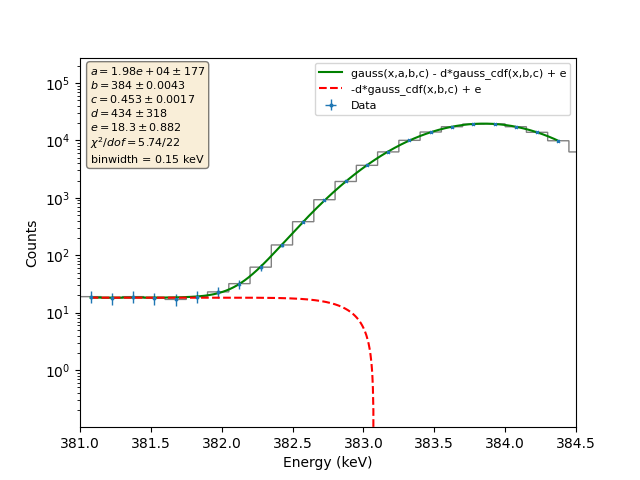 a = 1.98e + 04 ± 177
b = 384 ± 0.0043
c = 0.453 ± 0.0017
d = 434 ± 318
e = 18.3 ± 0.882
χ²/dof = 5.74/22
binwidth = 0.15 keV
gauss(x,a,b,c) - d*gauss_cdf(x,b,c) + e
-d*gauss_cdf(x,b,c) + e
Data
10⁵
10⁴
10³
10²
10¹
10⁰
Counts
381.0 381.5 382.0 382.5 383.0 383.5 384.0 384.5
Energy (keV)